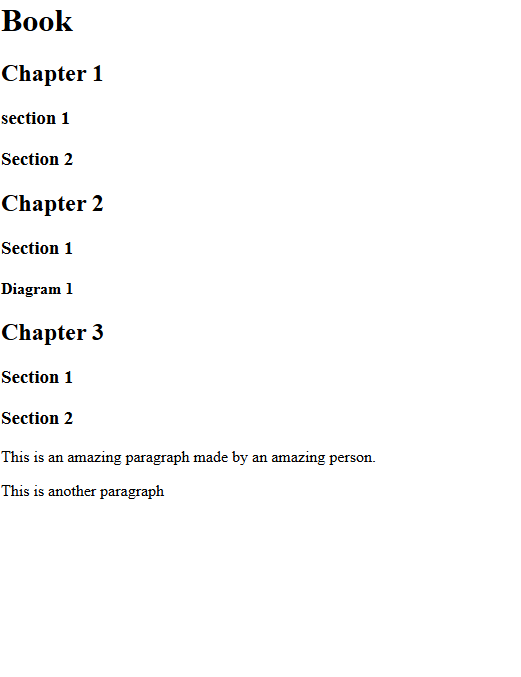 Book
Chapter 1
section 1
Section 2
Chapter 2
Section 1
Diagram 1
Chapter 3
Section 1
Section 2
This is an amazing paragraph made by an amazing person.
This is another paragraph